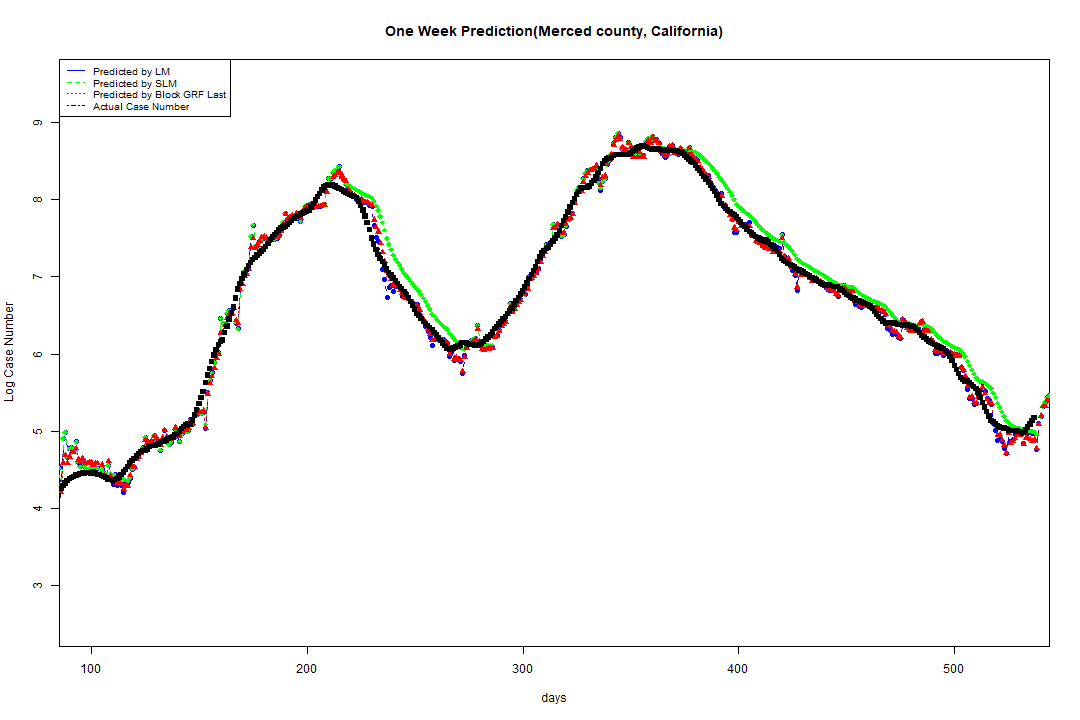 One Week Prediction(Merced county, California)
Predicted by LM
Predicted by SLM
Predicted by Block GRF Last
Actual Case Number
9
8
7
6
5
4
3
Log Case Number
100 200 300 400 500
days